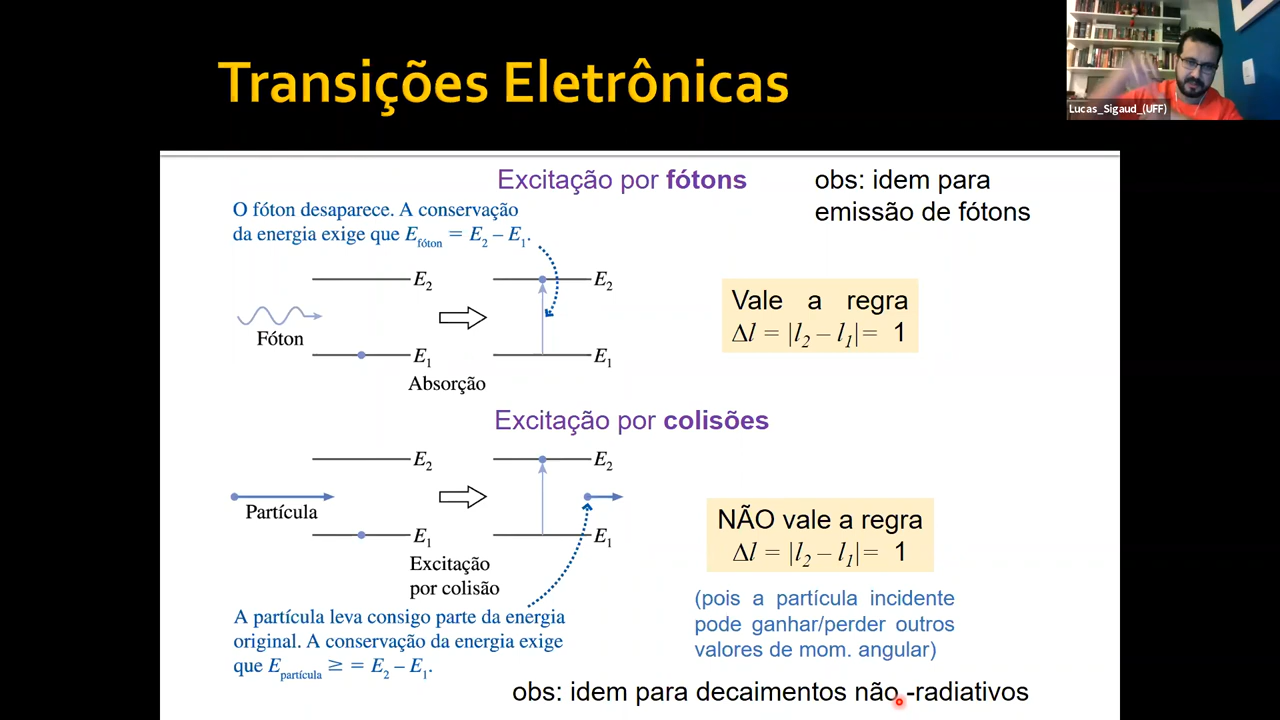 Transições Eletrônicas
Lucas_Sigaud_(UFF)
Excitação por fótons
obs: idem para
emissão de fótons
O fóton desaparece. A conservação
da energia exige que E_fóton = E_2 – E_1.
E_2
E_2
Fóton
Vale a regra
Δl = |l_2 – l_1| = 1
E_1
E_1
Absorção
Excitação por colisões
E_2
E_2
Partícula
E_1
E_1
Excitação
por colisão
NÃO vale a regra
Δl = |l_2 – l_1| = 1
(pois a partícula incidente
pode ganhar/perder outros
valores de mom. angular)
A partícula leva consigo parte da energia
original. A conservação da energia exige
que E_partícula ≥ = E_2 – E_1.
obs: idem para decaimentos não -radiativos